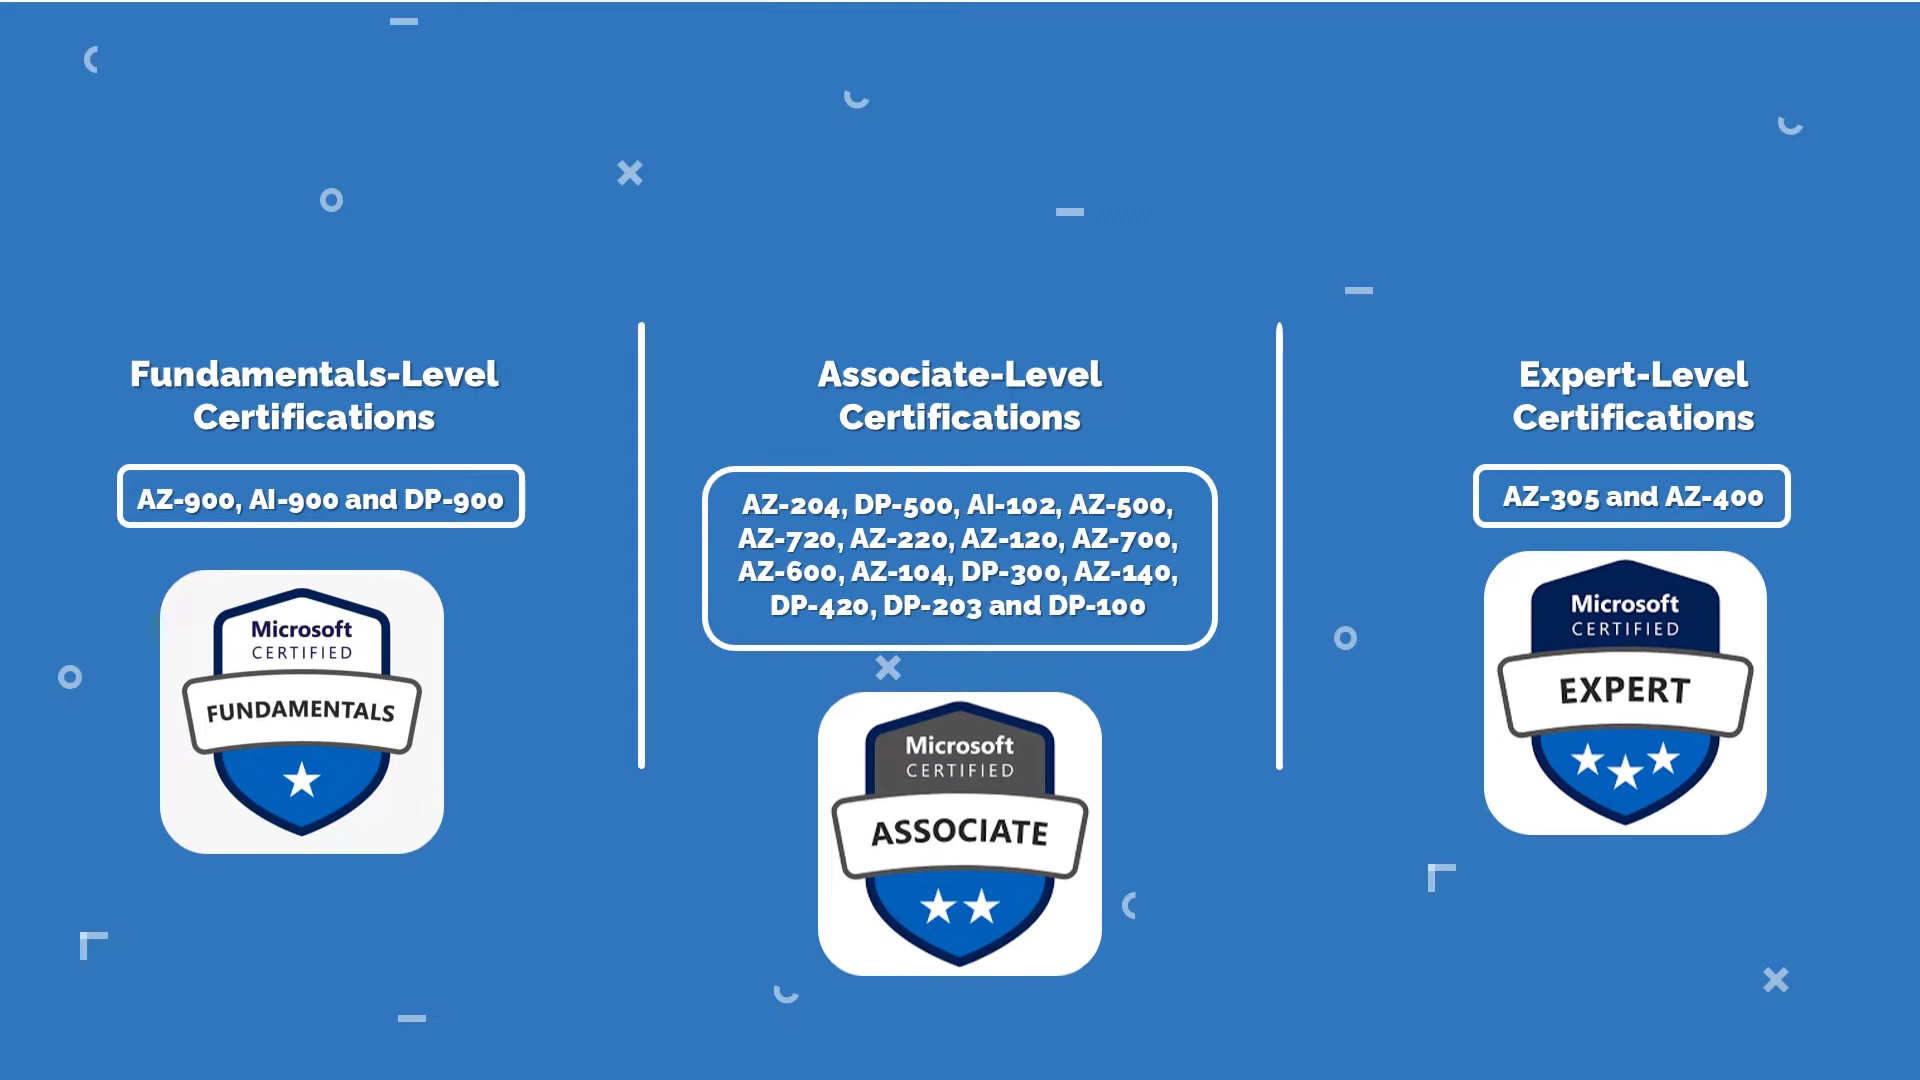 Fundamentals-Level
Certifications
AZ-900, AI-900 and DP-900
Microsoft
CERTIFIED
FUNDAMENTALS
Associate-Level
Certifications
AZ-204, DP-500, AI-102, AZ-500,
AZ-720, AZ-220, AZ-120, AZ-700,
AZ-600, AZ-104, DP-300, AZ-140,
DP-420, DP-203 and DP-100
Microsoft
CERTIFIED
ASSOCIATE
Expert-Level
Certifications
AZ-305 and AZ-400
Microsoft
CERTIFIED
EXPERT